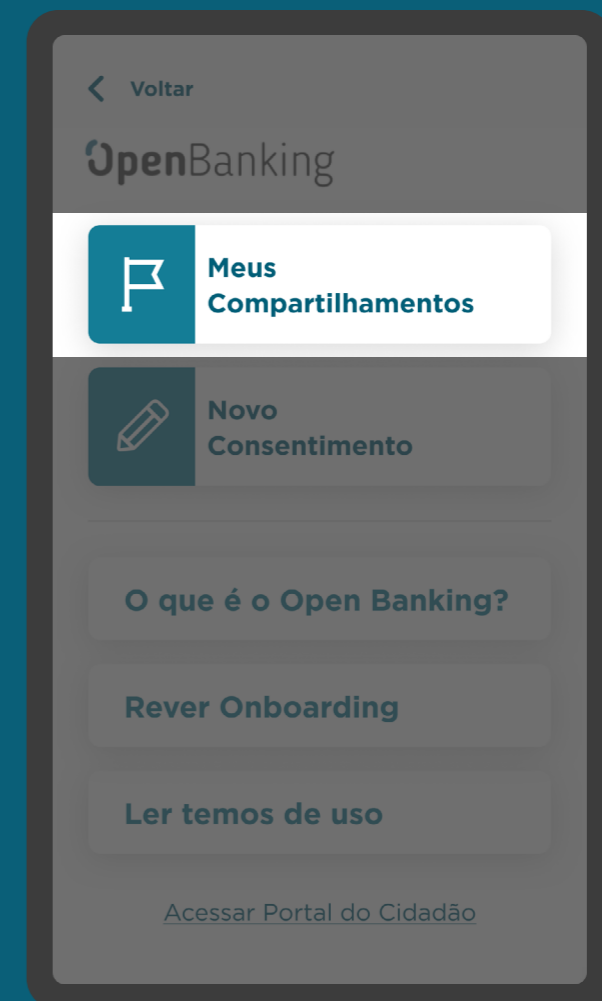 Voltar
OpenBanking
Meus
Compartilhamentos
Novo
Consentimento
O que é o Open Banking?
Rever Onboarding
Ler temos de uso
Acessar Portal do Cidadão